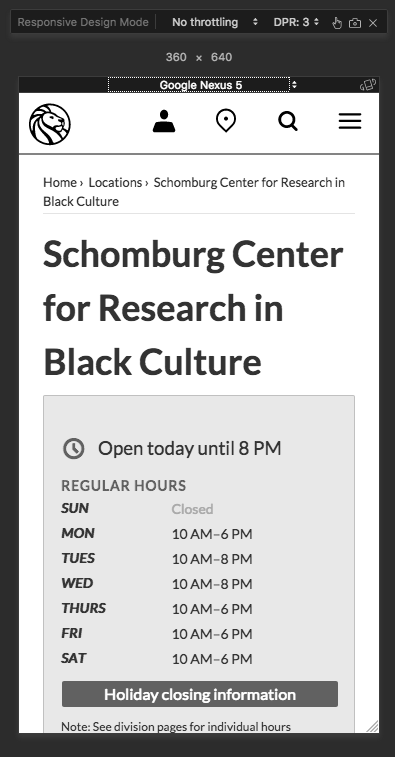 Responsive Design Mode No throttling DPR: 3
360 × 640
Google Nexus 5
Home › Locations › Schomburg Center for Research in
Black Culture
Schomburg Center
for Research in
Black Culture
Open today until 8 PM
REGULAR HOURS
SUN Closed
MON 10 AM–6 PM
TUES 10 AM–8 PM
WED 10 AM–8 PM
THURS 10 AM–6 PM
FRI 10 AM–6 PM
SAT 10 AM–6 PM
Holiday closing information
Note: See division pages for individual hours